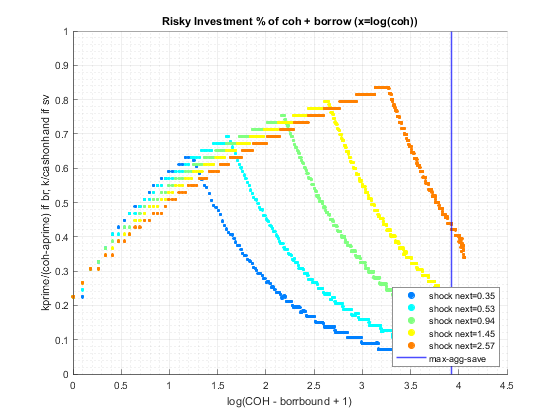 Risky Investment % of coh + borrow (x=log(coh))
kprime/(coh-aprime) if br, k/cashonhand if sv
1
0.9
0.8
0.7
0.6
0.5
0.4
0.3
0.2
0.1
0
0 0.5 1 1.5 2 2.5 3 3.5 4 4.5
log(COH - borrbound + 1)
shock next=0.35
shock next=0.53
shock next=0.94
shock next=1.45
shock next=2.57
max-agg-save